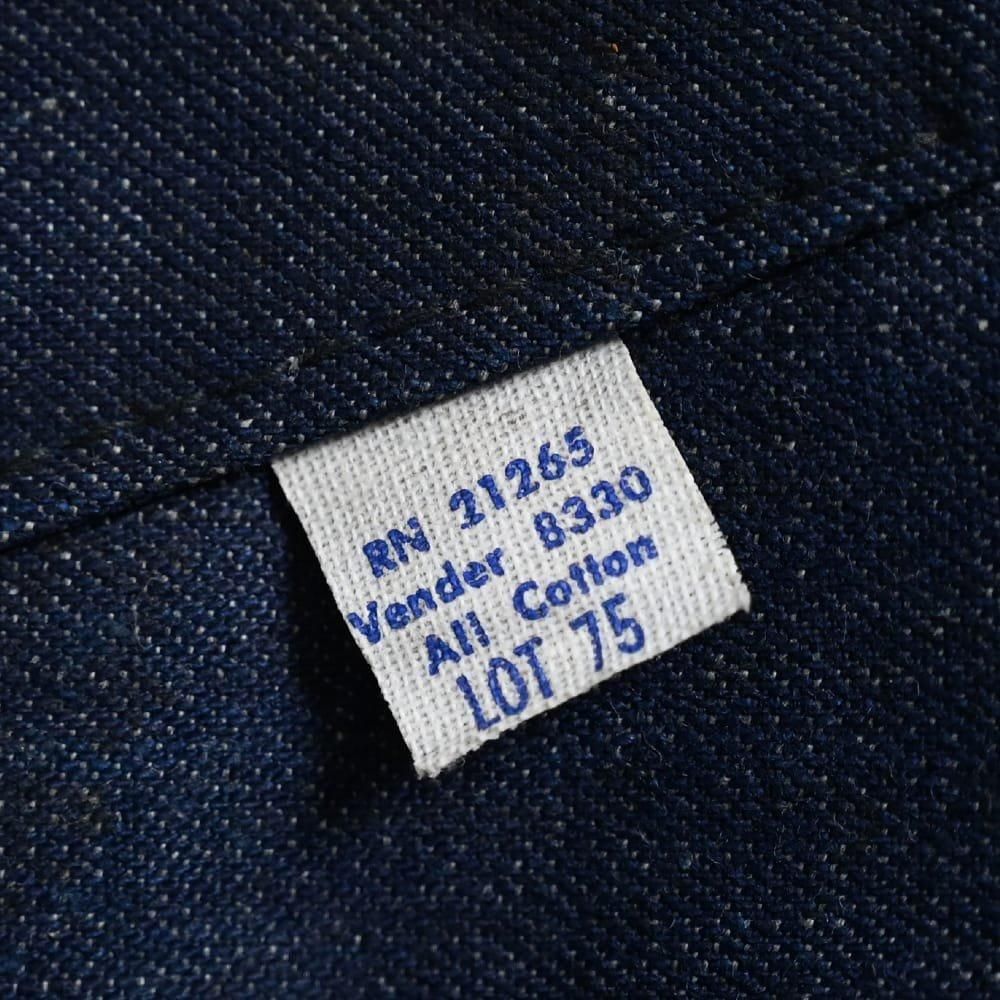 RN 21265
Vender 8330
All Cotton
LOT 75